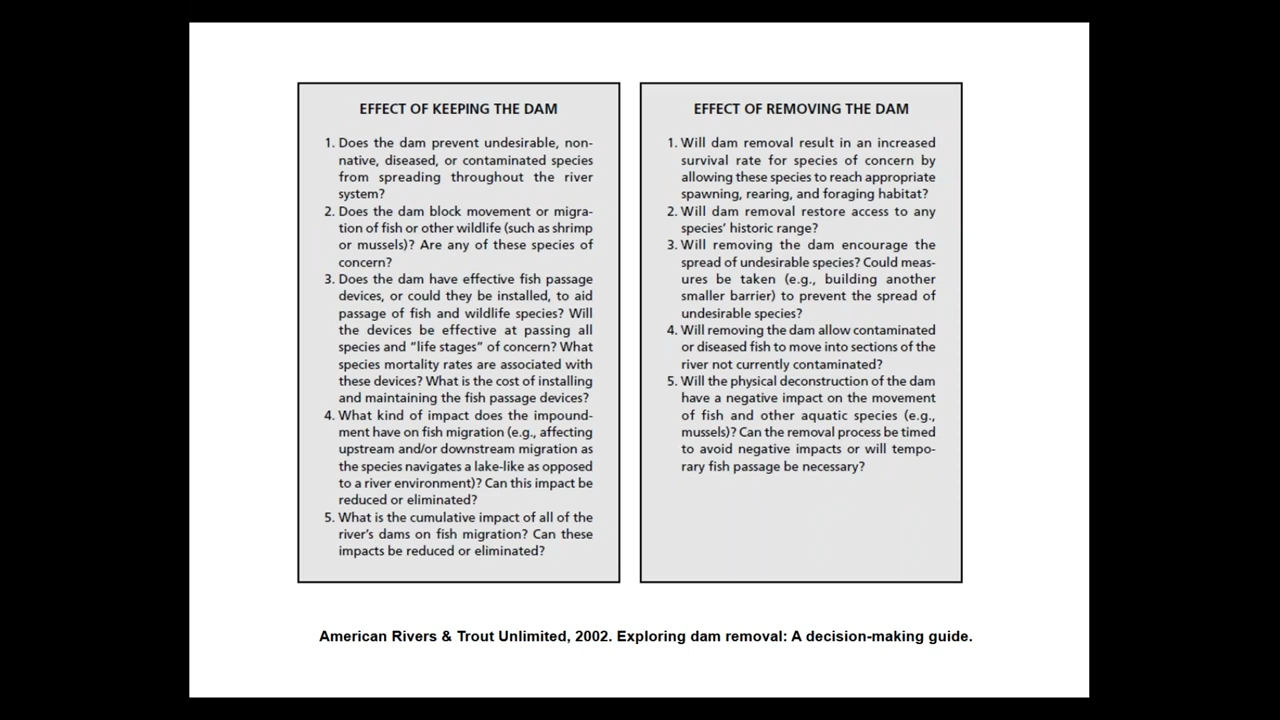 EFFECT OF KEEPING THE DAM
1. Does the dam prevent undesirable, non-
native, diseased, or contaminated species
from spreading throughout the river
system?
2. Does the dam block movement or migra-
tion of fish or other wildlife (such as shrimp
or mussels)? Are any of these species of
concern?
3. Does the dam have effective fish passage
devices, or could they be installed, to aid
passage of fish and wildlife species? Will
the devices be effective at passing all
species and “life stages” of concern? What
species mortality rates are associated with
these devices? What is the cost of installing
and maintaining the fish passage devices?
4. What kind of impact does the impound-
ment have on fish migration (e.g., affecting
upstream and/or downstream migration as
the species navigates a lake-like as opposed
to a river environment)? Can this impact be
reduced or eliminated?
5. What is the cumulative impact of all of the
river’s dams on fish migration? Can these
impacts be reduced or eliminated?
EFFECT OF REMOVING THE DAM
1. Will dam removal result in an increased
survival rate for species of concern by
allowing these species to reach appropriate
spawning, rearing, and foraging habitat?
2. Will dam removal restore access to any
species’ historic range?
3. Will removing the dam encourage the
spread of undesirable species? Could meas-
ures be taken (e.g., building another
smaller barrier) to prevent the spread of
undesirable species?
4. Will removing the dam allow contaminated
or diseased fish to move into sections of the
river not currently contaminated?
5. Will the physical deconstruction of the dam
have a negative impact on the movement
of fish and other aquatic species (e.g.,
mussels)? Can the removal process be timed
to avoid negative impacts or will tempo-
rary fish passage be necessary?
American Rivers & Trout Unlimited, 2002. Exploring dam removal: A decision-making guide.